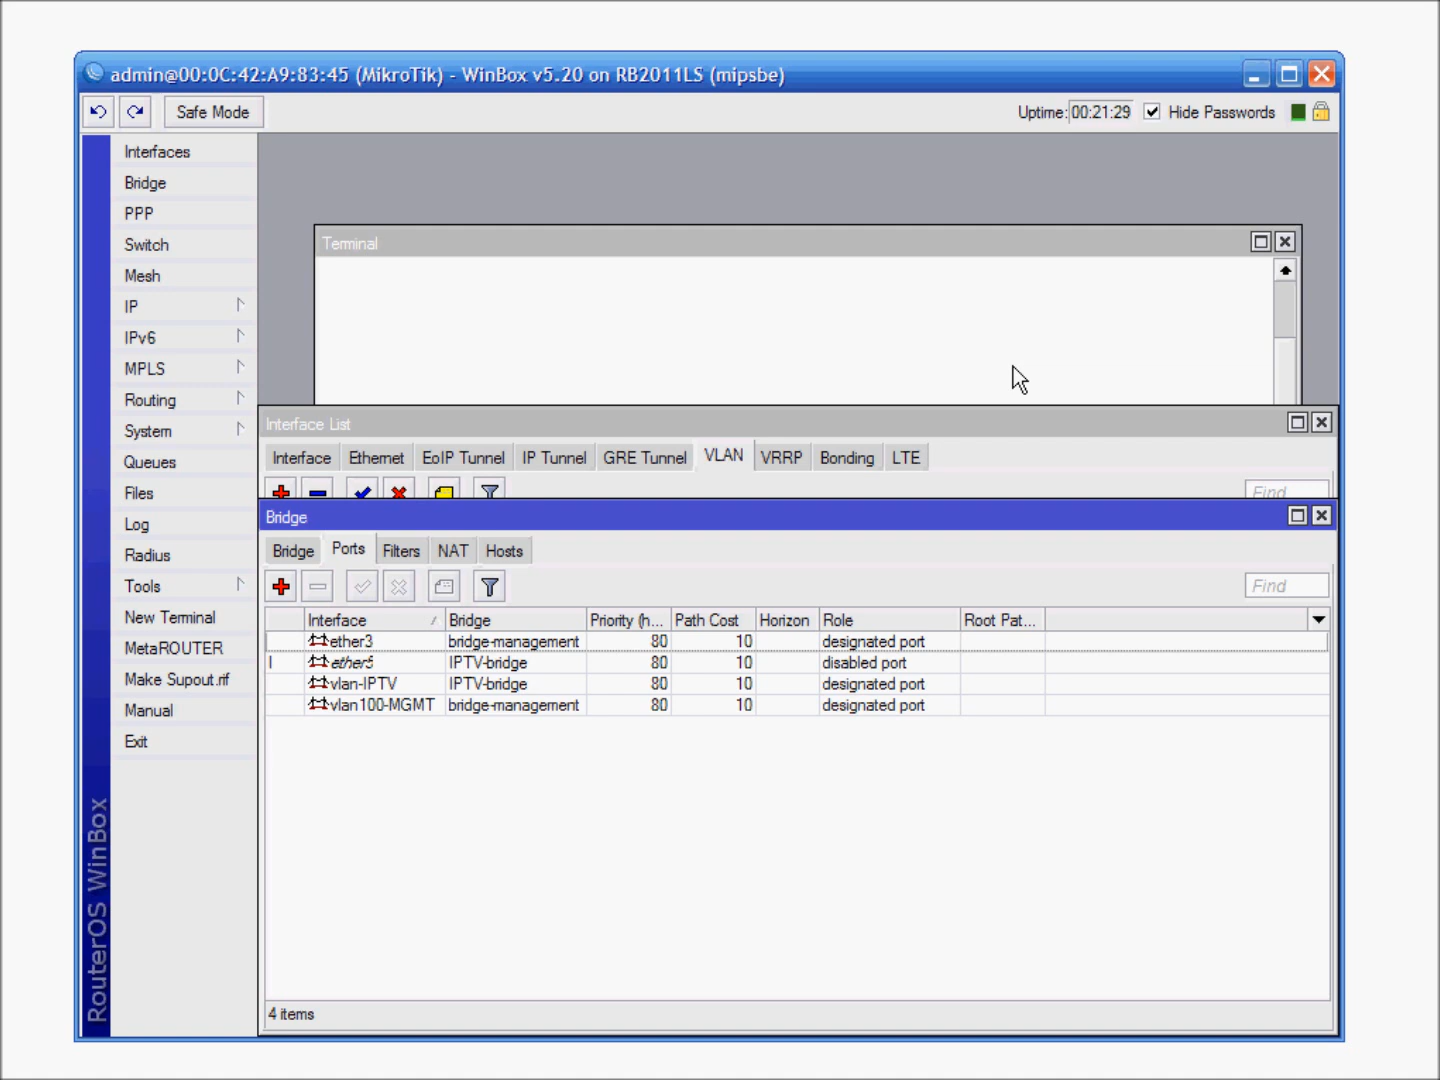 admin@00:0C:42:A9:83:45 (MikroTik) - WinBox v5.20 on RB2011LS (mipsbe)
Safe Mode
Uptime: 00:21:29 Hide Passwords
Interfaces
Bridge
PPP
Switch
Mesh
IP
IPv6
MPLS
Routing
System
Queues
Files
Log
Radius
Tools
New Terminal
MetaROUTER
Make Supout.rif
Manual
Exit
RouterOS WinBox
Terminal
Interface List
Interface Ethernet EoIP Tunnel IP Tunnel GRE Tunnel VLAN VRRP Bonding LTE
Find
Bridge
Bridge Ports Filters NAT Hosts
Find
Interface Bridge Priority (h... Path Cost Horizon Role Root Pat...
ether3 bridge-management 80 10 designated port
I ether5 IPTV-bridge 80 10 disabled port
vlan-IPTV IPTV-bridge 80 10 designated port
vlan100-MGMT bridge-management 80 10 designated port
4 items